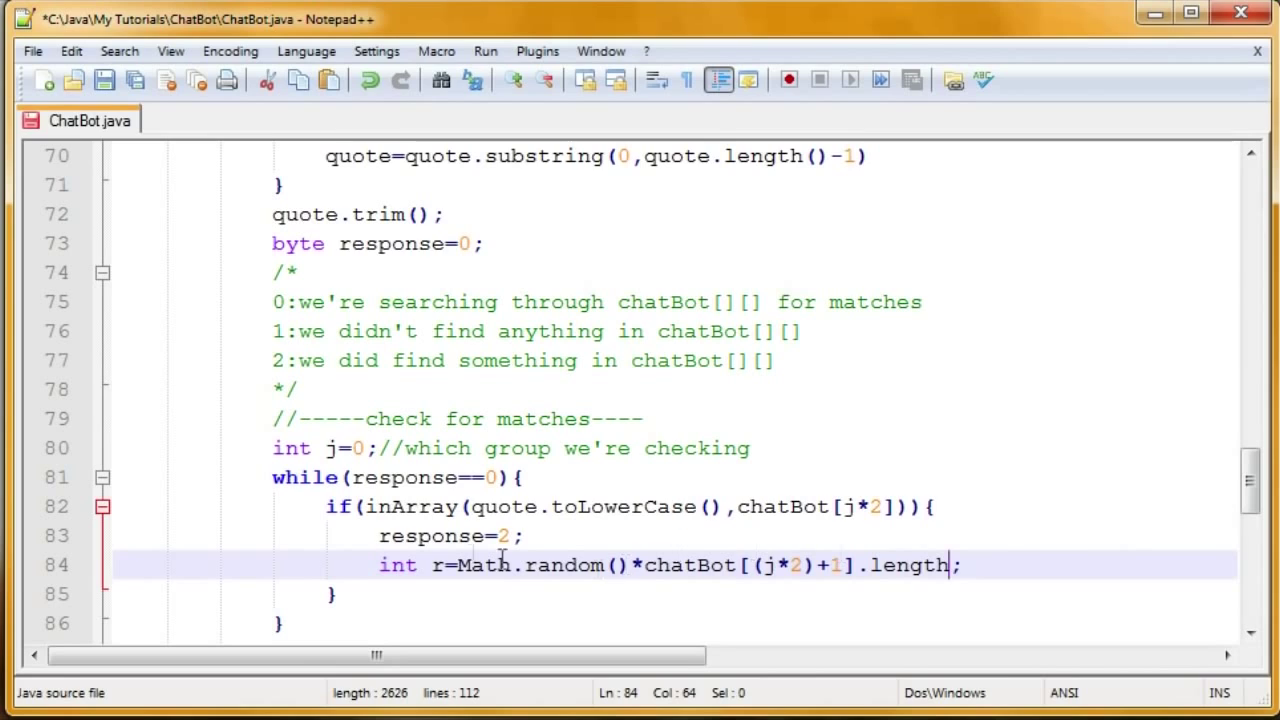 *C:\Java\My Tutorials\ChatBot\ChatBot.java - Notepad++
File Edit Search View Encoding Language Settings Macro Run Plugins Window ? X
ABC
ChatBot.java
70 quote=quote.substring(0,quote.length()-1)
71 }
72 quote.trim();
73 byte response=0;
74 /*
75 0:we're searching through chatBot[][] for matches
76 1:we didn't find anything in chatBot[][]
77 2:we did find something in chatBot[][]
78 */
79 //-----check for matches----
80 int j=0;//which group we're checking
81 while(response==0){
82 if(inArray(quote.toLowerCase(),chatBot[j*2])){
83 response=2;
84 int r=Math.random()*chatBot[(j*2)+1].length;
85 }
86 }
Java source file length : 2626 lines : 112 Ln : 84 Col : 64 Sel : 0 Dos\Windows ANSI INS